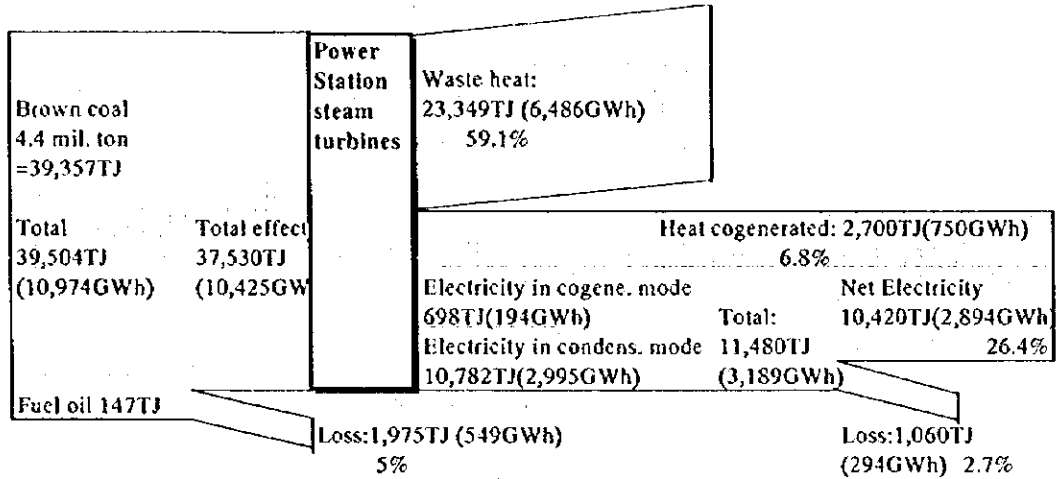 Power
Station
steam
turbines
Brown coal
4.4 mil. ton
=39,357TJ
Total
39,504TJ
(10,974GWh)
Total effect
37,530TJ
(10,425GW
Fuel oil 147TJ
Waste heat:
23,349TJ (6,486GWh)
59.1%
Heat cogenerated: 2,700TJ(750GWh)
6.8%
Electricity in cogene. mode
698TJ(194GWh)
Electricity in condens. mode
10,782TJ(2,995GWh)
Total:
11,480TJ
(3,189GWh)
Net Electricity
10,420TJ(2,894GWh)
26.4%
Loss:1,975TJ (549GWh)
5%
Loss:1,060TJ
(294GWh) 2.7%